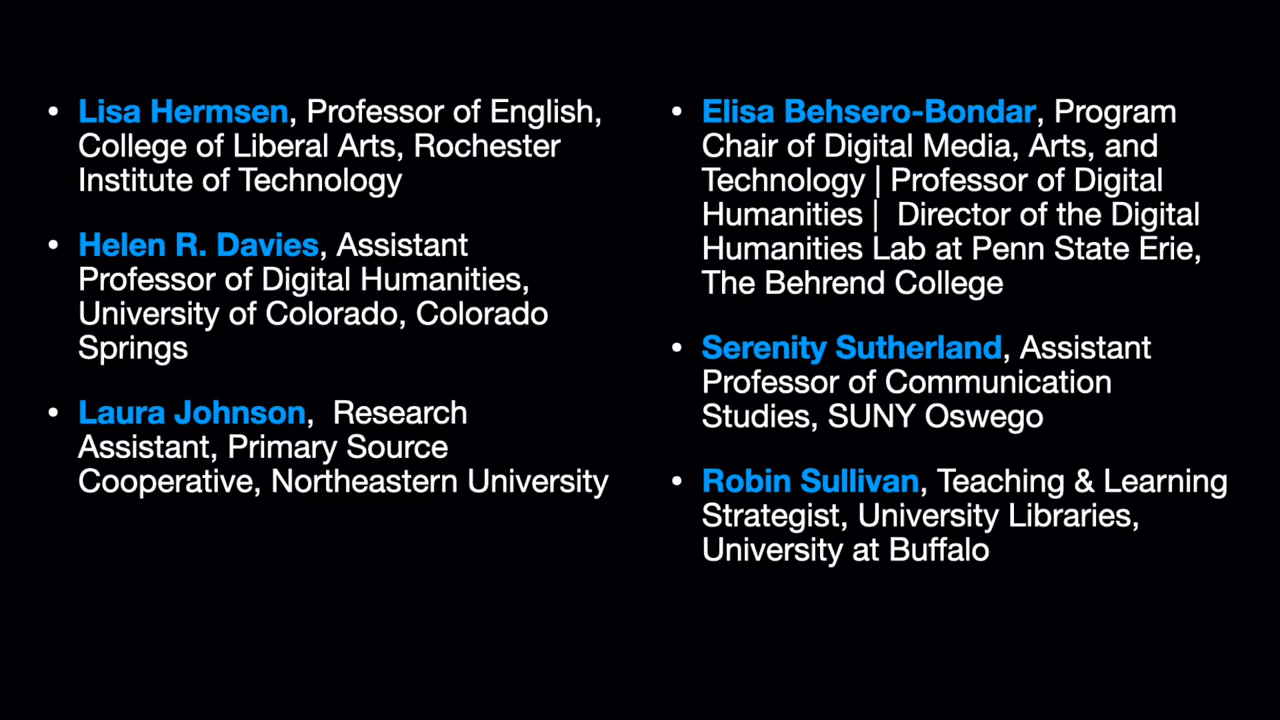 • Lisa Hermsen, Professor of English,
College of Liberal Arts, Rochester
Institute of Technology
• Helen R. Davies, Assistant
Professor of Digital Humanities,
University of Colorado, Colorado
Springs
• Laura Johnson,  Research
Assistant, Primary Source
Cooperative, Northeastern University
• Elisa Behsero-Bondar, Program
Chair of Digital Media, Arts, and
Technology | Professor of Digital
Humanities |  Director of the Digital
Humanities Lab at Penn State Erie,
The Behrend College
• Serenity Sutherland, Assistant
Professor of Communication
Studies, SUNY Oswego
• Robin Sullivan, Teaching & Learning
Strategist, University Libraries,
University at Buffalo